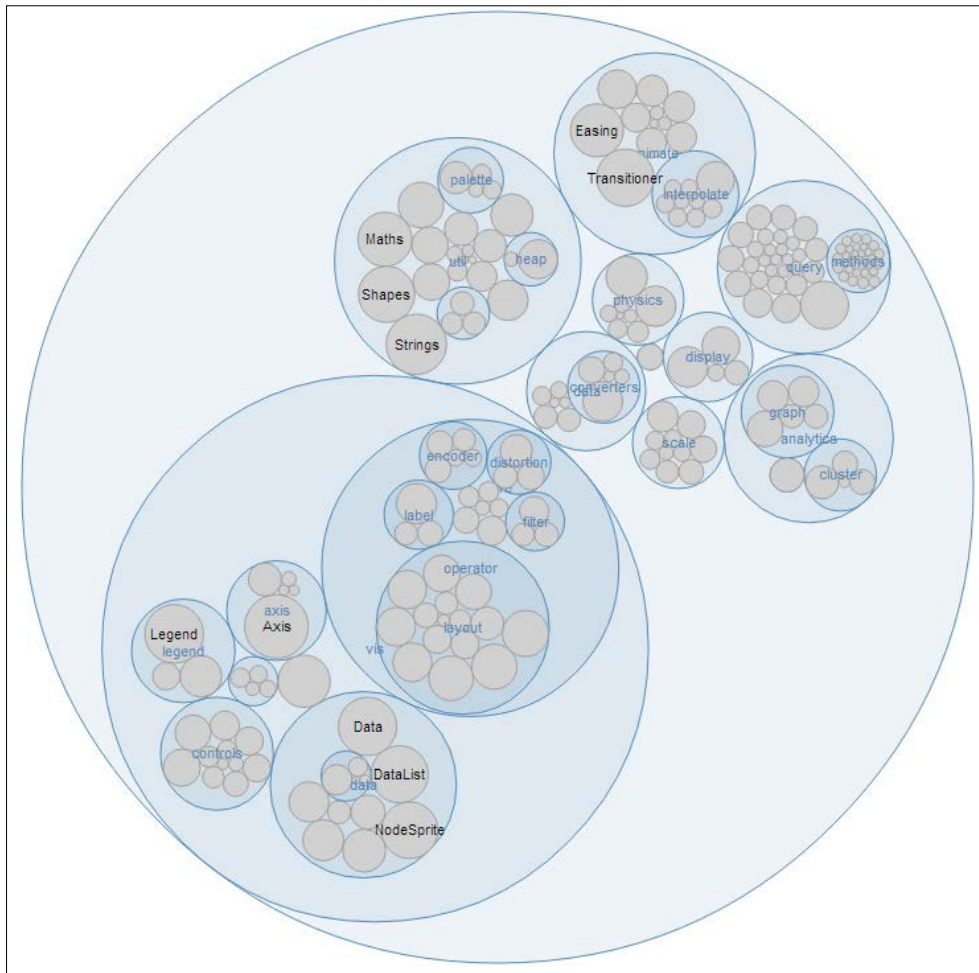 Easing
nimate
Transitioner
interpolate
palette
Maths
util
heap
Shapes
Strings
query
methods
physics
display
data
converters
graph
analytics
cluster
scale
encoder
distortion
label
filter
operator
layout
vis
axis
Axis
Legend
legend
controls
Data
DataList
data
NodeSprite